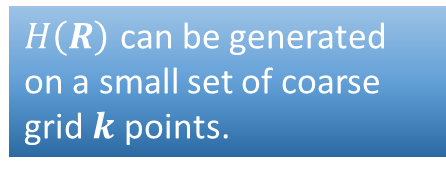 H(R) can be generated
on a small set of coarse
grid k points.